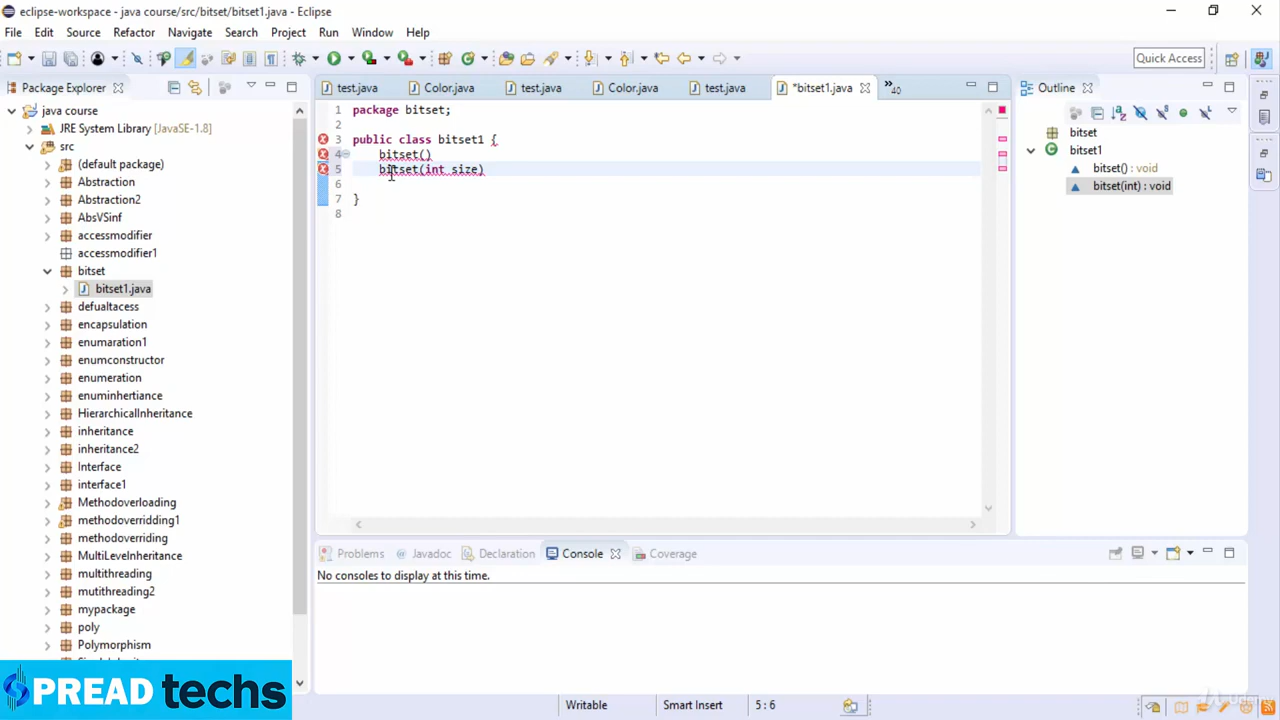 eclipse-workspace - java course/src/bitset/bitset1.java - Eclipse
File Edit Source Refactor Navigate Search Project Run Window Help
Quick Access
Package Explorer
test.java Color.java test.java Color.java test.java *bitset1.java »40
Outline
java course
JRE System Library [JavaSE-1.8]
src
(default package)
Abstraction
Abstraction2
AbsVSinf
accessmodifier
accessmodifier1
bitset
bitset1.java
defualtacess
encapsulation
enumaration1
enumconstructor
enumeration
enuminhertiance
HierarchicalInheritance
inheritance
inheritance2
Interface
interface1
Methodoverloading
methodoverridding1
methodoverriding
MultiLevelInheritance
multithreading
mutithreading2
mypackage
poly
Polymorphism
1 package bitset;
2
3 public class bitset1 {
4 bitset()
5 bitset(int size)
6
7 }
8
bitset
bitset1
bitset() : void
bitset(int) : void
Problems Javadoc Declaration Console Coverage
No consoles to display at this time.
SPREAD techs
Writable Smart Insert 5 : 6
Udemy